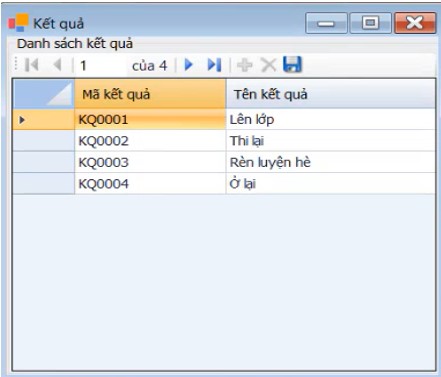 Kết quả
Danh sách kết quả
1 của 4
Mã kết quả Tên kết quả
KQ0001 Lên lớp
KQ0002 Thi lại
KQ0003 Rèn luyện hè
KQ0004 Ở lại